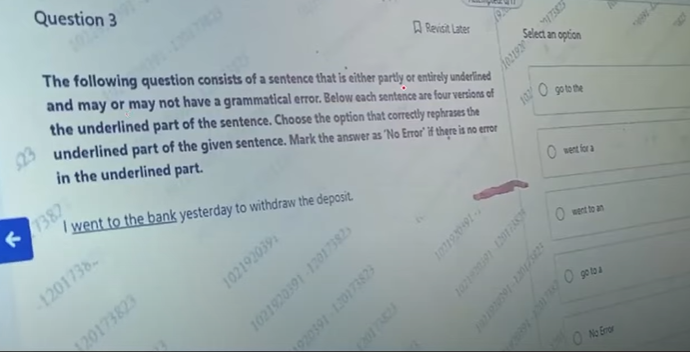 Question 3
Revisit Later
The following question consists of a sentence that is either partly or entirely underlined
and may or may not have a grammatical error. Below each sentence are four versions of
the underlined part of the sentence. Choose the option that correctly rephrases the
underlined part of the given sentence. Mark the answer as 'No Error' if there is no error
in the underlined part.
I went to the bank yesterday to withdraw the deposit.
Select an option
go to the
went for a
went to an
go to a
No Error